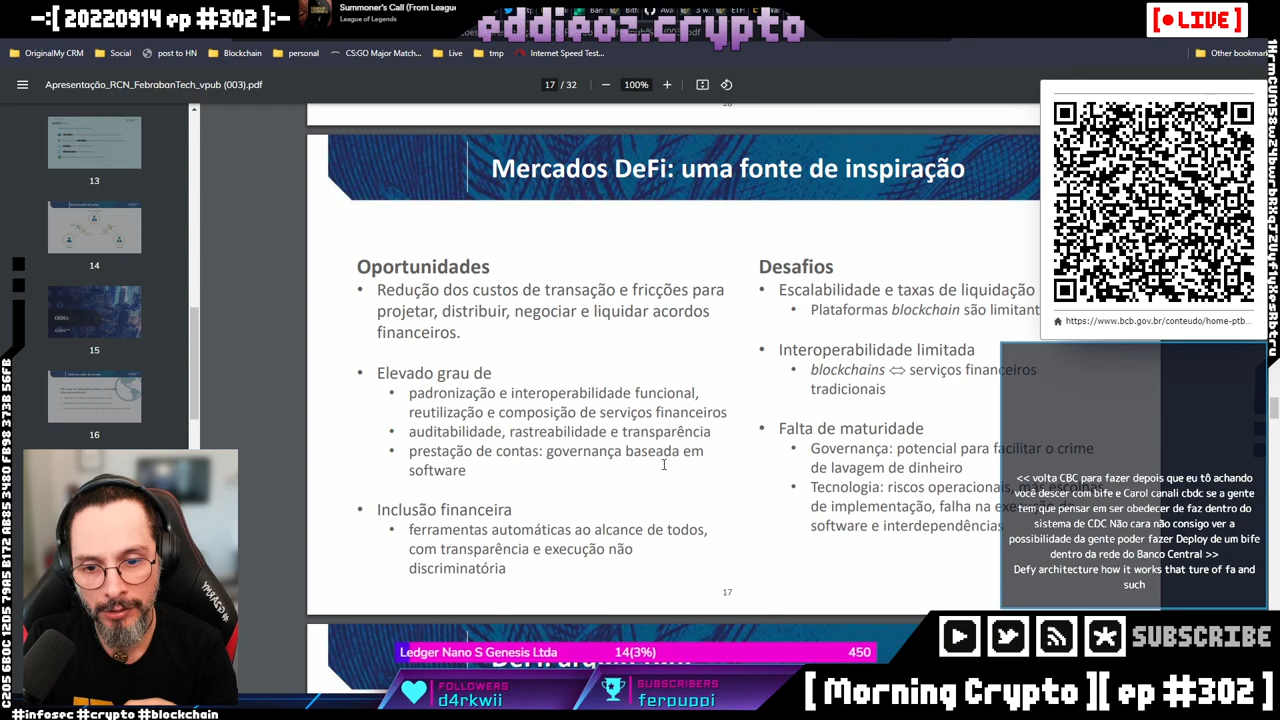 -:[ 20220914 ep #302 ]:-
Summoner's Call (From League
League of Legends
eddieoz.crypto
[ • LIVE ]
OriginalMy CRM
Social
post to HN
Blockchain
personal
CS:GO Major Match...
Live
tmp
Internet Speed Test...
Other bookmar
Apresentação_RCN_FebrabanTech_vpub (003).pdf
17 / 32
100%
13
14
15
16
Mercados DeFi: uma fonte de inspiração
Oportunidades
• Redução dos custos de transação e fricções para
projetar, distribuir, negociar e liquidar acordos
financeiros.
• Elevado grau de
• padronização e interoperabilidade funcional,
reutilização e composição de serviços financeiros
• auditabilidade, rastreabilidade e transparência
• prestação de contas: governança baseada em
software
• Inclusão financeira
• ferramentas automáticas ao alcance de todos,
com transparência e execução não
discriminatória
Desafios
• Escalabilidade e taxas de liquidação
• Plataformas blockchain são limitant
• Interoperabilidade limitada
• blockchains ⇔ serviços financeiros
tradicionais
• Falta de maturidade
• Governança: potencial para facilitar o crime
de lavagem de dinheiro
• Tecnologia: riscos operacionais, más escolhas
de implementação, falha na execução do
software e interdependências
17
https://www.bcb.gov.br/conteudo/home-ptb...
<< volta CBC para fazer depois que eu tô achando
você descer com bife e Carol canali cbdc se a gente
tem que pensar em ser obedecer de faz dentro do
sistema de CDC Não cara não consigo ver a
possibilidade da gente poder fazer Deploy de um bife
dentro da rede do Banco Central >>
Defy architecture how it works that ture of fa and
such
Ledger Nano S Genesis Ltda
14(3%)
450
FOLLOWERS
d4rkwii
SUBSCRIBERS
ferpuppi
SUBSCRIBE
[ Morning Crypto ][ ep #302 ]
#infosec #crypto #blockchain